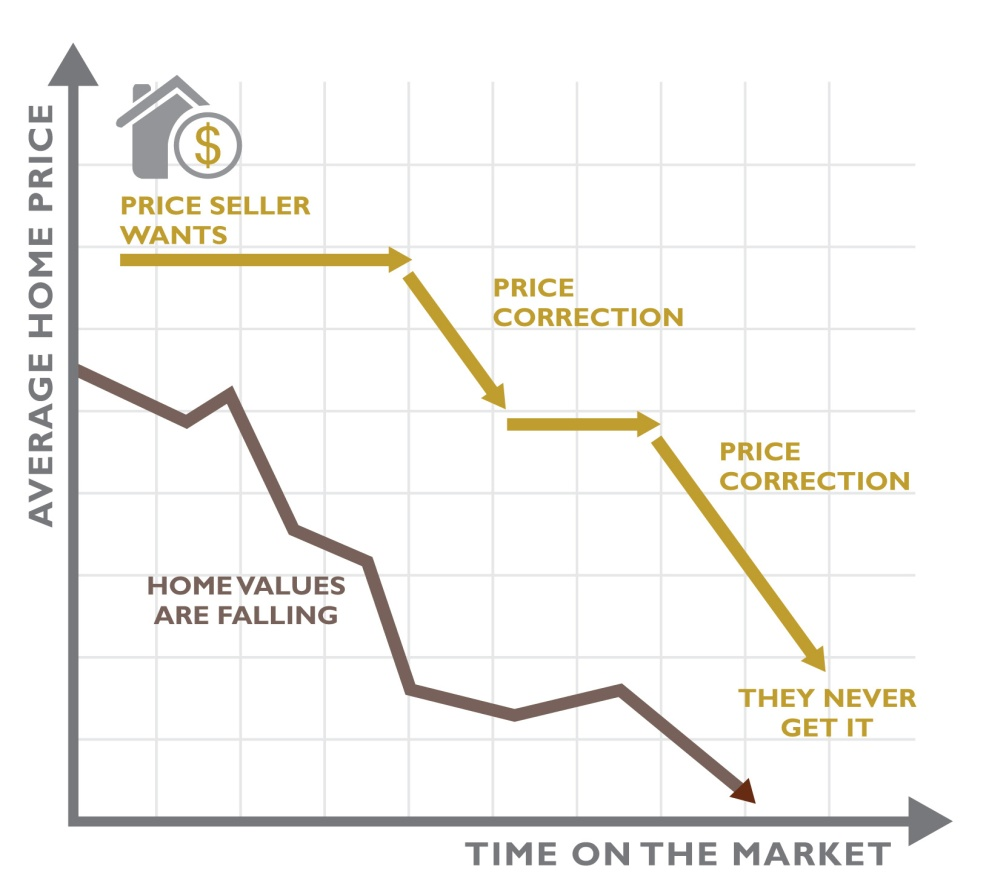 AVERAGE HOME PRICE
$
PRICE SELLER
WANTS
PRICE
CORRECTION
PRICE
CORRECTION
HOME VALUES
ARE FALLING
THEY NEVER
GET IT
TIME ON THE MARKET